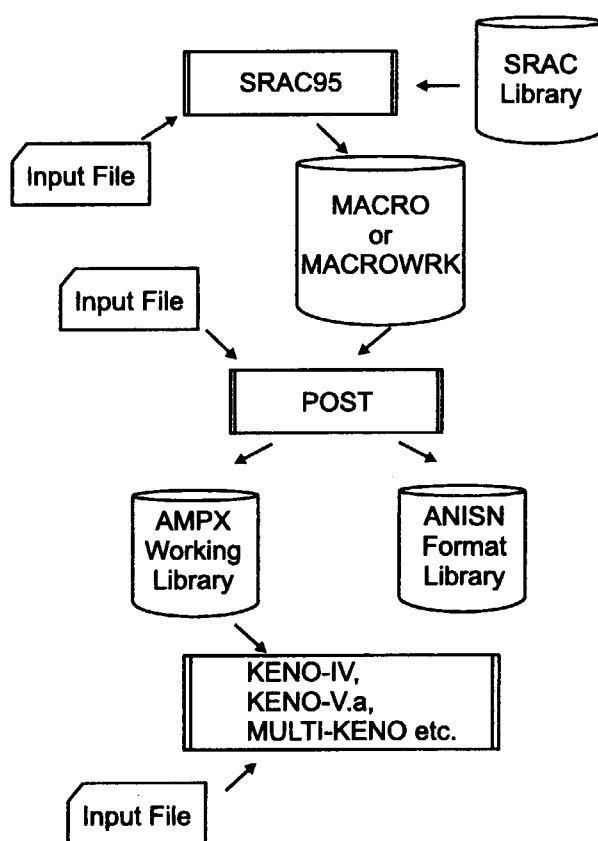 SRAC95
SRAC
Library
Input File
MACRO
or
MACROWRK
Input File
POST
AMPX
Working
Library
ANISN
Format
Library
KENO-IV,
KENO-V.a,
MULTI-KENO etc.
Input File